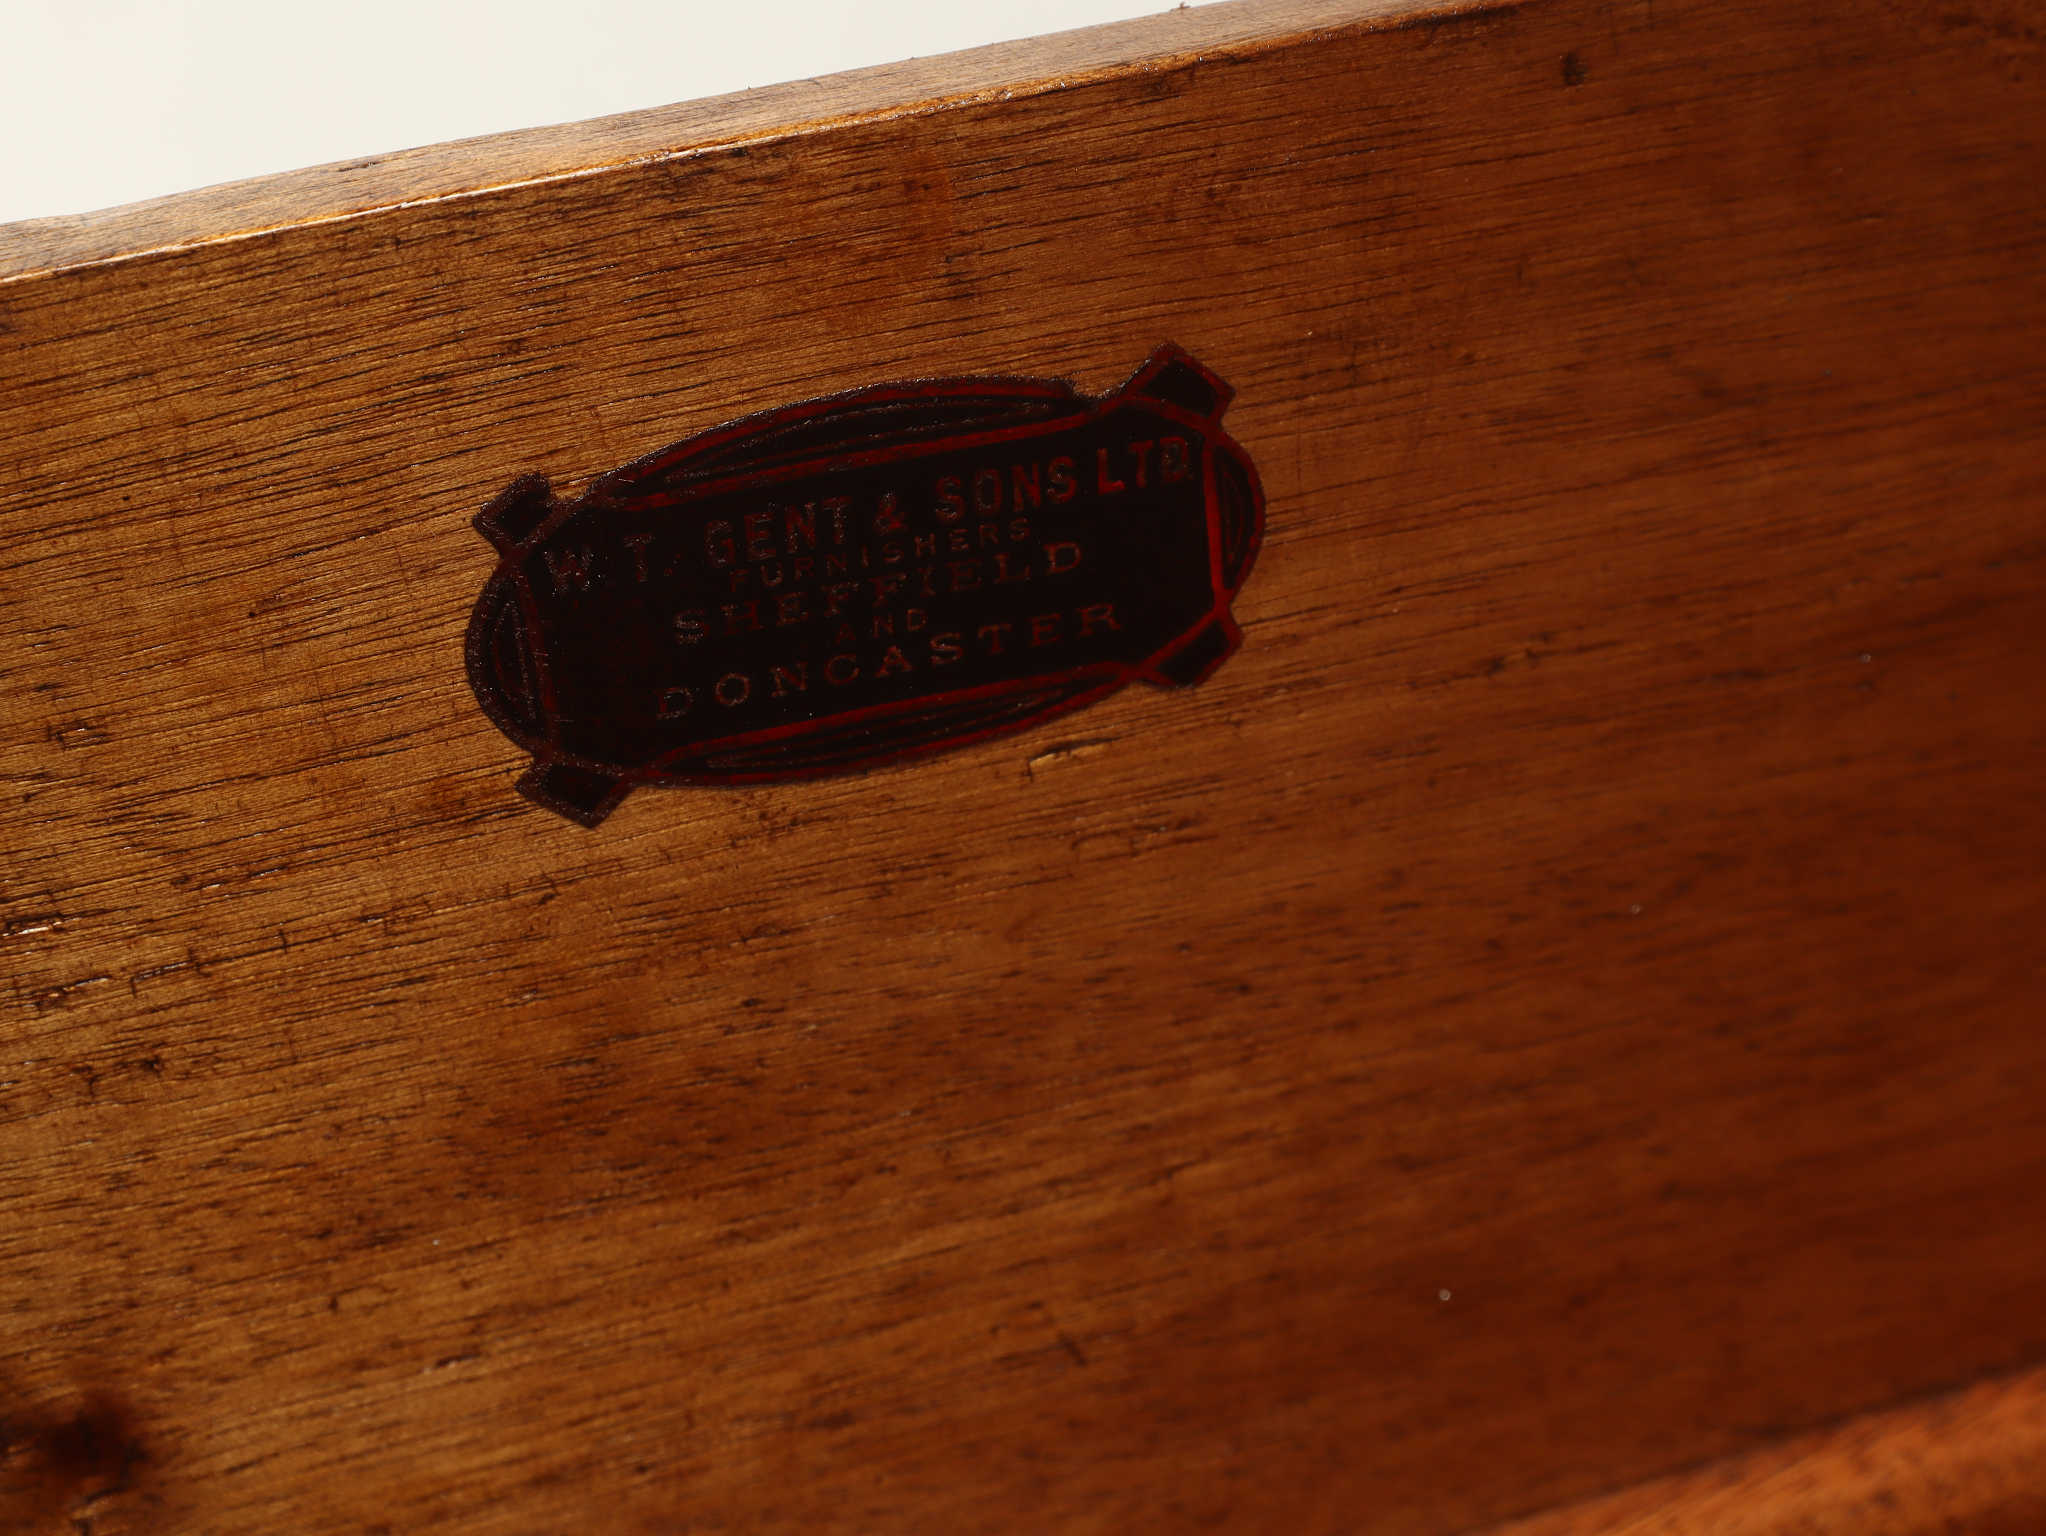 W. T. GENT & SONS LTD.
FURNISHERS
SHEFFIELD
AND
DONCASTER